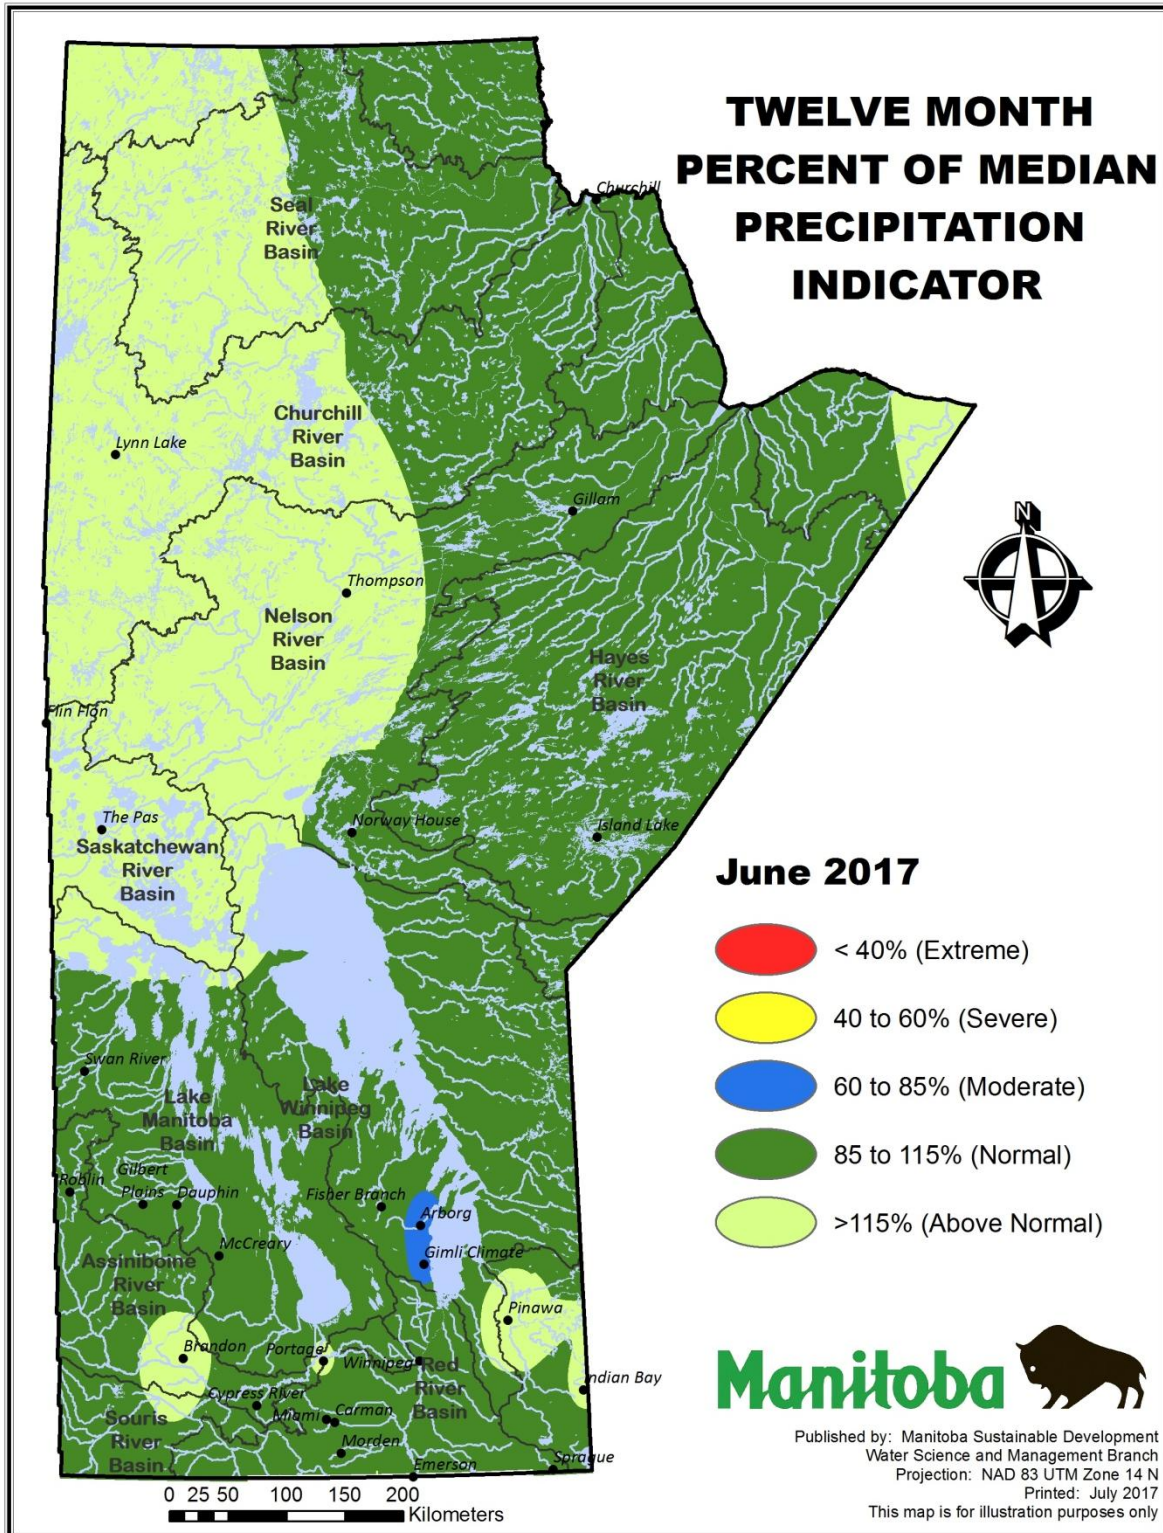 TWELVE MONTH
PERCENT OF MEDIAN
PRECIPITATION
INDICATOR
Churchill
Seal
River
Basin
Churchill
River
Basin
Lynn Lake
Gillam
N
Thompson
Nelson
River
Basin
Hayes
River
Basin
Flin Flon
The Pas
Norway House
Island Lake
Saskatchewan
River
Basin
June 2017
< 40% (Extreme)
40 to 60% (Severe)
60 to 85% (Moderate)
85 to 115% (Normal)
>115% (Above Normal)
Swan River
Lake
Manitoba
Basin
Lake
Winnipeg
Basin
Roblin
Gilbert
Plains
Dauphin
Fisher Branch
Arborg
McCreary
Gimli Climate
Assiniboine
River
Basin
Pinawa
Brandon
Portage
Winnipeg
Red
River
Basin
Indian Bay
Cypress River
Miami
Carman
Souris
River
Basin
Morden
Emerson
Sprague
0 25 50 100 150 200
Kilometers
Manitoba
Published by: Manitoba Sustainable Development
Water Science and Management Branch
Projection: NAD 83 UTM Zone 14 N
Printed: July 2017
This map is for illustration purposes only